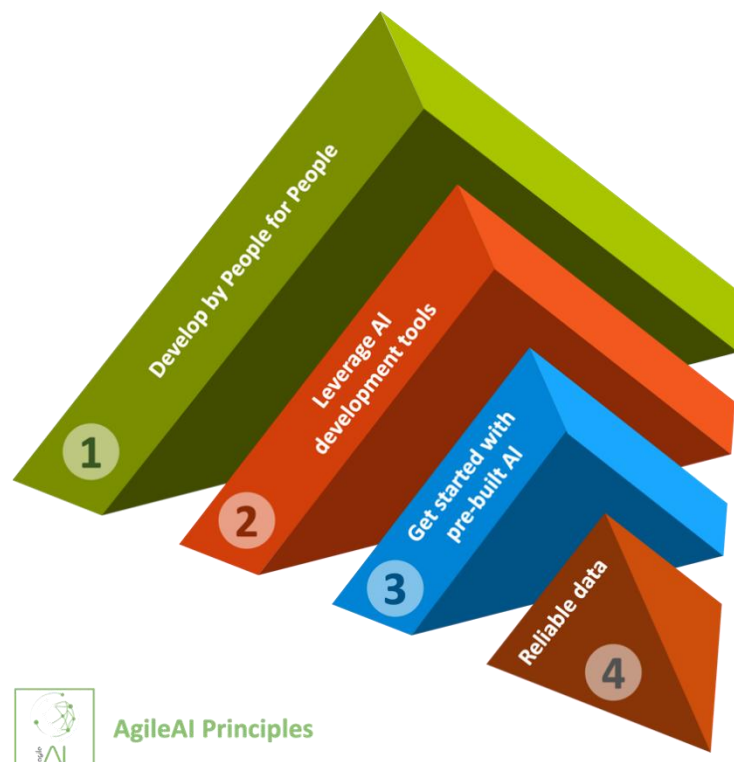 Develop by People for People
1
Leverage AI
development tools
2
Get started with
pre-built AI
3
Reliable data
4
AI
AgileAI Principles